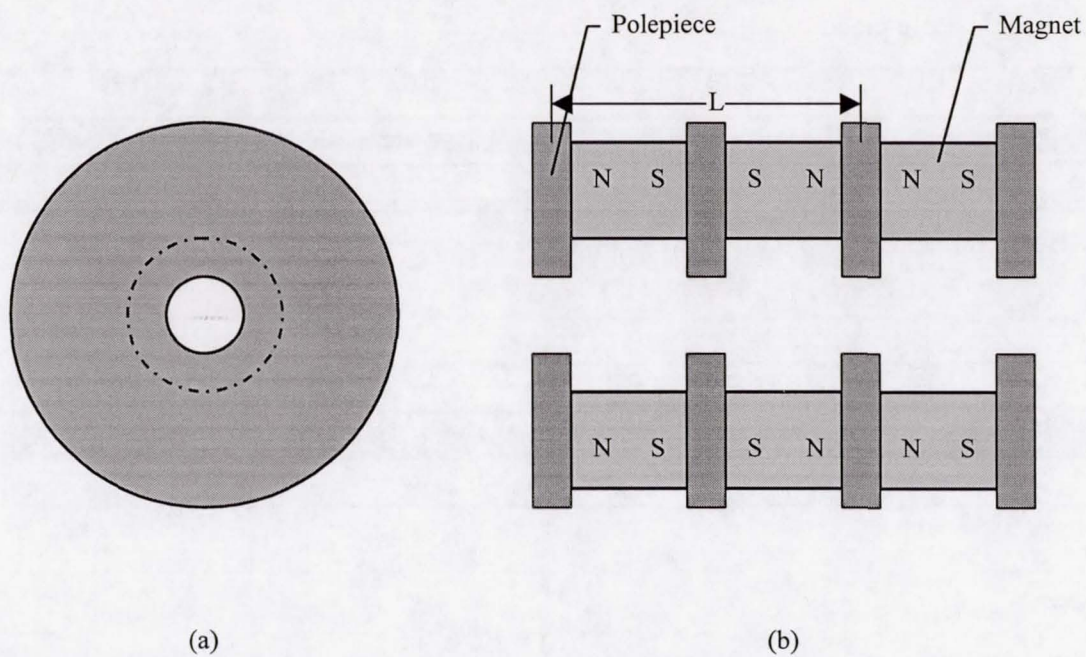 Polepiece
Magnet
L
N S S N N S
N S S N N S
(a)
(b)